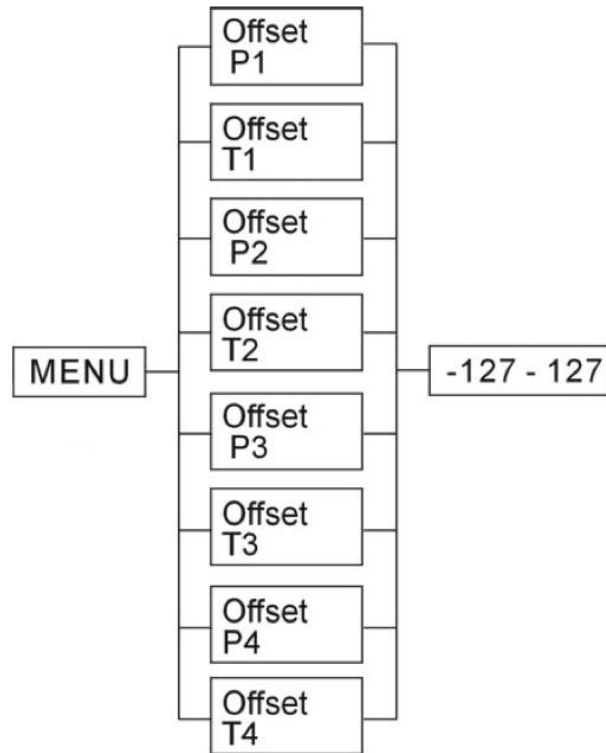 Offset
P1
Offset
T1
Offset
P2
Offset
T2
MENU
-127 - 127
Offset
P3
Offset
T3
Offset
P4
Offset
T4